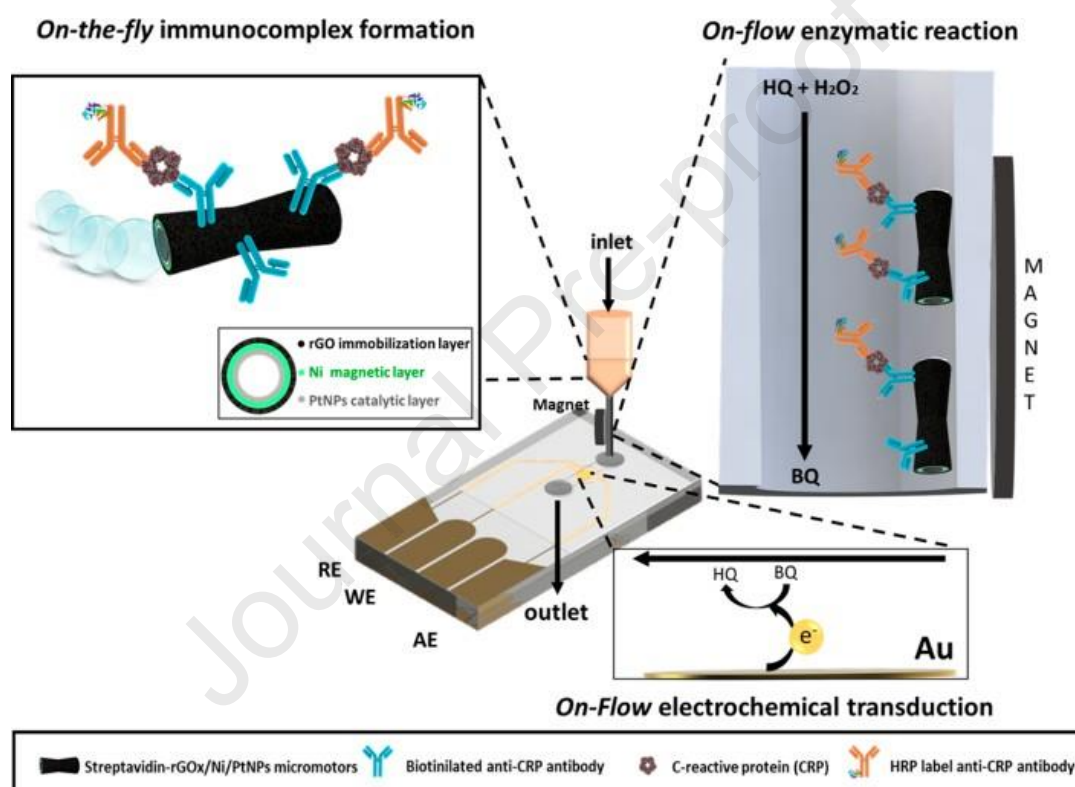 On-the-fly immunocomplex formation
On-flow enzymatic reaction
HQ + H₂O₂
BQ
MAGNET
rGO immobilization layer
Ni magnetic layer
PtNPs catalytic layer
inlet
Magnet
RE
WE
AE
outlet
HQ BQ
e⁻
Au
On-Flow electrochemical transduction
Streptavidin-rGOx/Ni/PtNPs micromotors
Biotinilated anti-CRP antibody
C-reactive protein (CRP)
HRP label anti-CRP antibody
Journal Pre-proof